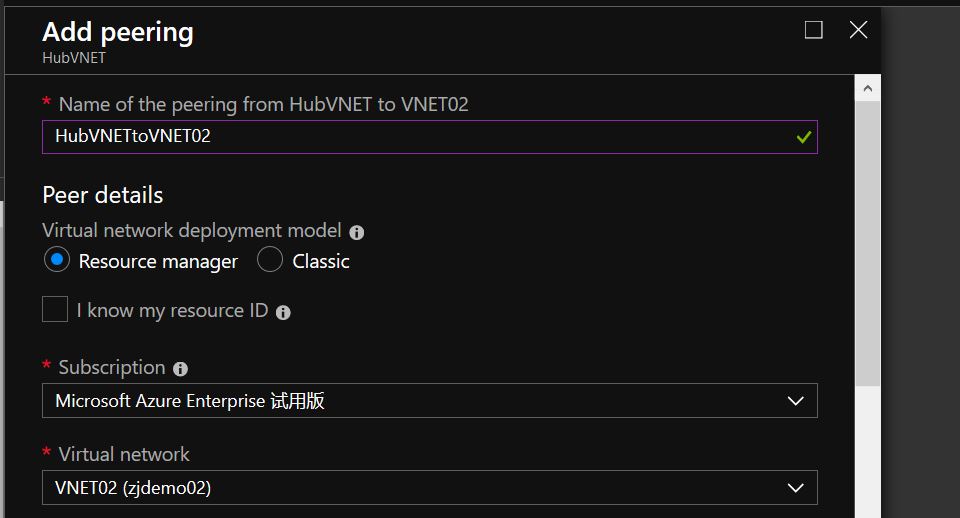 Add peering
HubVNET
* Name of the peering from HubVNET to VNET02
HubVNETtoVNET02
Peer details
Virtual network deployment model
Resource manager Classic
I know my resource ID
* Subscription
Microsoft Azure Enterprise 试用版
* Virtual network
VNET02 (zjdemo02)